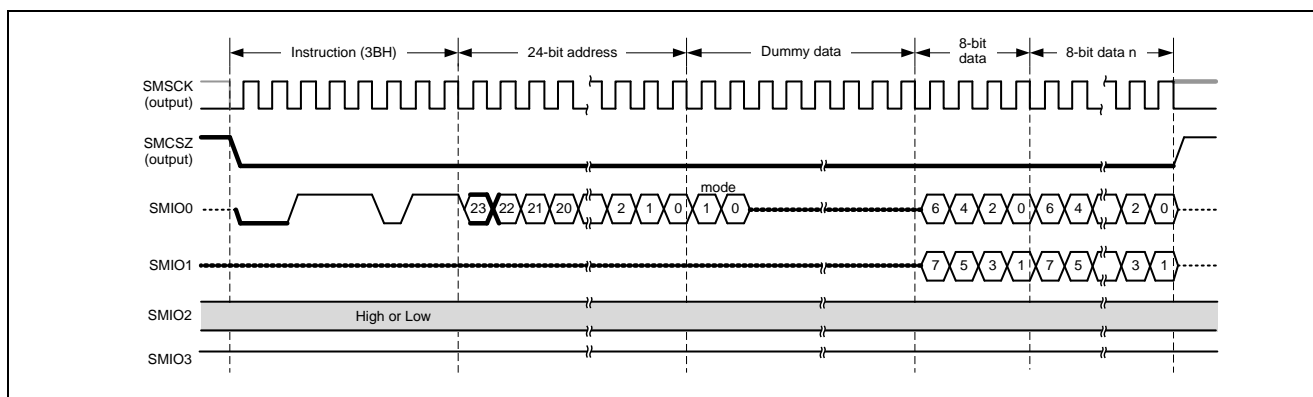 Instruction (3BH) 24-bit address Dummy data 8-bit data 8-bit data n
SMSCK
(output)
SMCSZ
(output)
mode
SMIO0 23 22 21 20 2 1 0 1 0 6 4 2 0 6 4 2 0
SMIO1 7 5 3 1 7 5 3 1
SMIO2 High or Low
SMIO3